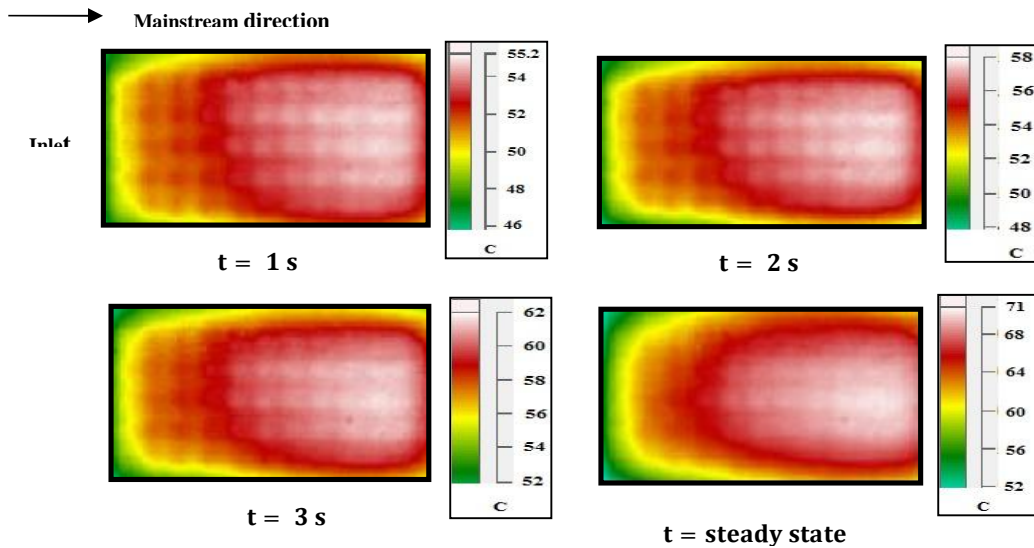 Mainstream direction
55.2
54
52
50
48
46
C
t = 1 s
58
56
54
52
50
48
C
t = 2 s
Inlet
62
60
58
56
54
52
C
t = 3 s
71
68
64
60
56
52
C
t = steady state